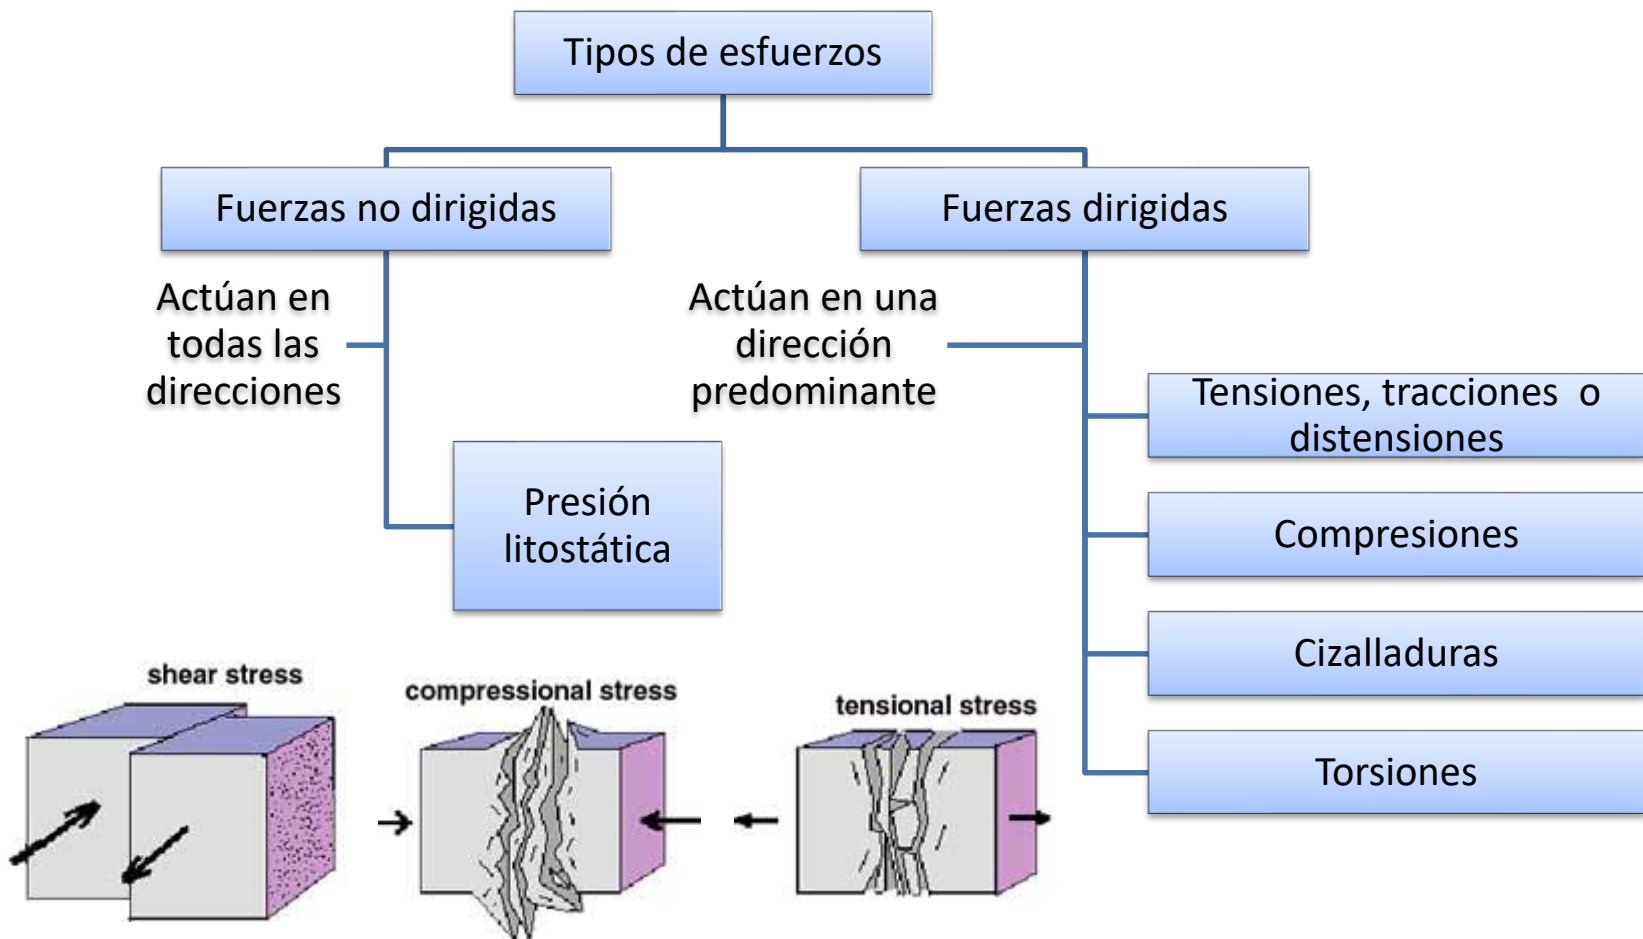 Tipos de esfuerzos
Fuerzas no dirigidas
Fuerzas dirigidas
Actúan en
todas las
direcciones
Actúan en una
dirección
predominante
Tensiones, tracciones o
distensiones
Presión
litostática
Compresiones
Cizalladuras
Torsiones
shear stress
compressional stress
tensional stress